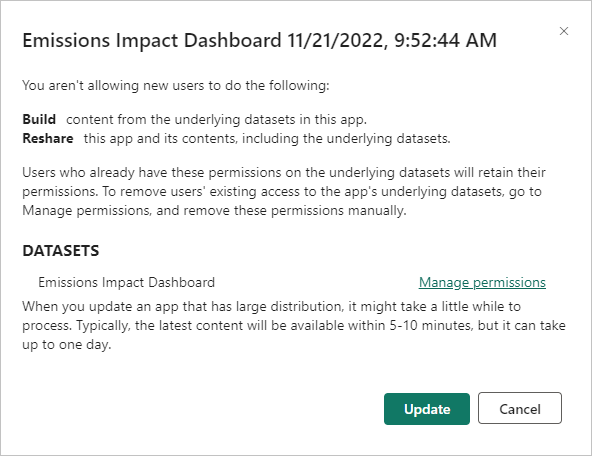 Emissions Impact Dashboard 11/21/2022, 9:52:44 AM
You aren't allowing new users to do the following:
Build content from the underlying datasets in this app.
Reshare this app and its contents, including the underlying datasets.
Users who already have these permissions on the underlying datasets will retain their
permissions. To remove users' existing access to the app's underlying datasets, go to
Manage permissions, and remove these permissions manually.
DATASETS
Emissions Impact Dashboard Manage permissions
When you update an app that has large distribution, it might take a little while to
process. Typically, the latest content will be available within 5-10 minutes, but it can take
up to one day.
Update Cancel